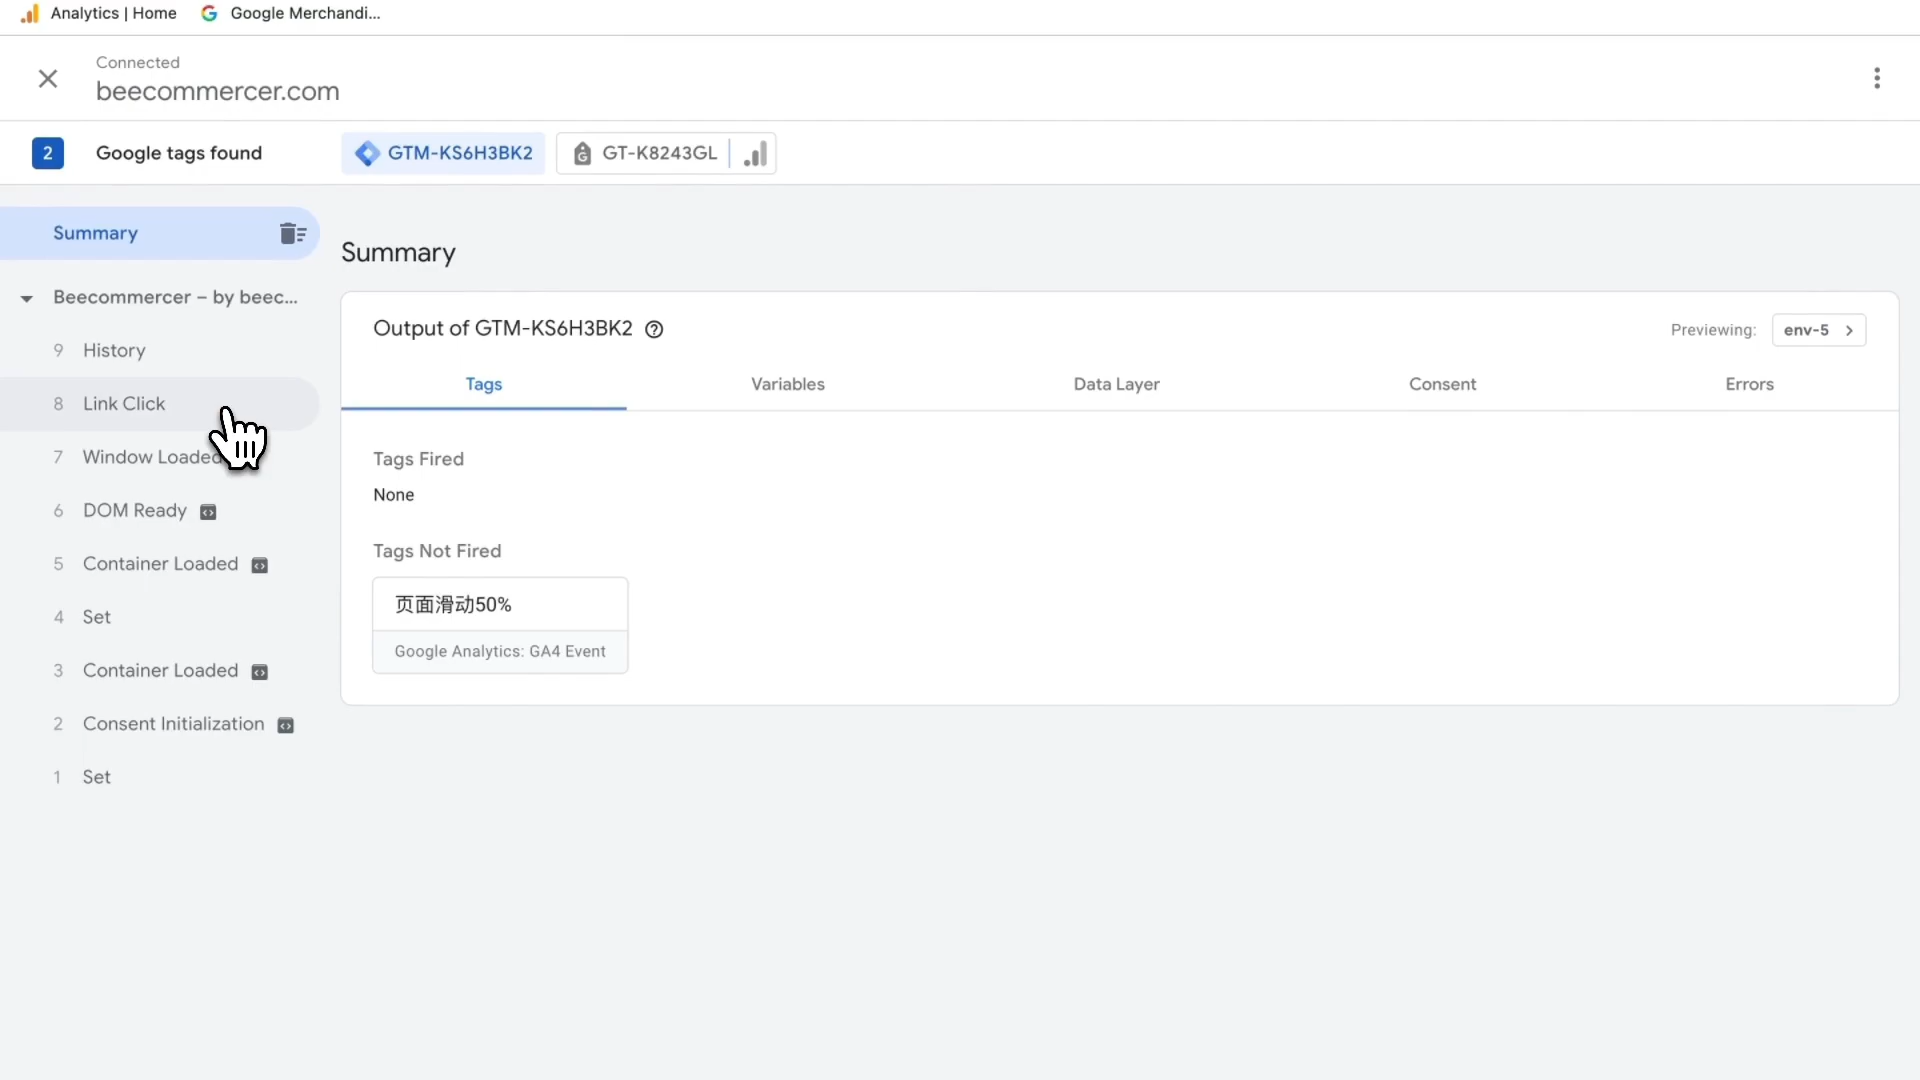 Analytics | Home
Google Merchandi...
Connected
beecommercer.com
2
Google tags found
GTM-KS6H3BK2
GT-K8243GL
Summary
Beecommercer – by beec...
9 History
8 Link Click
7 Window Loaded
6 DOM Ready
5 Container Loaded
4 Set
3 Container Loaded
2 Consent Initialization
1 Set
Summary
Output of GTM-KS6H3BK2
Previewing: env-5
Tags
Variables
Data Layer
Consent
Errors
Tags Fired
None
Tags Not Fired
页面滑动50%
Google Analytics: GA4 Event